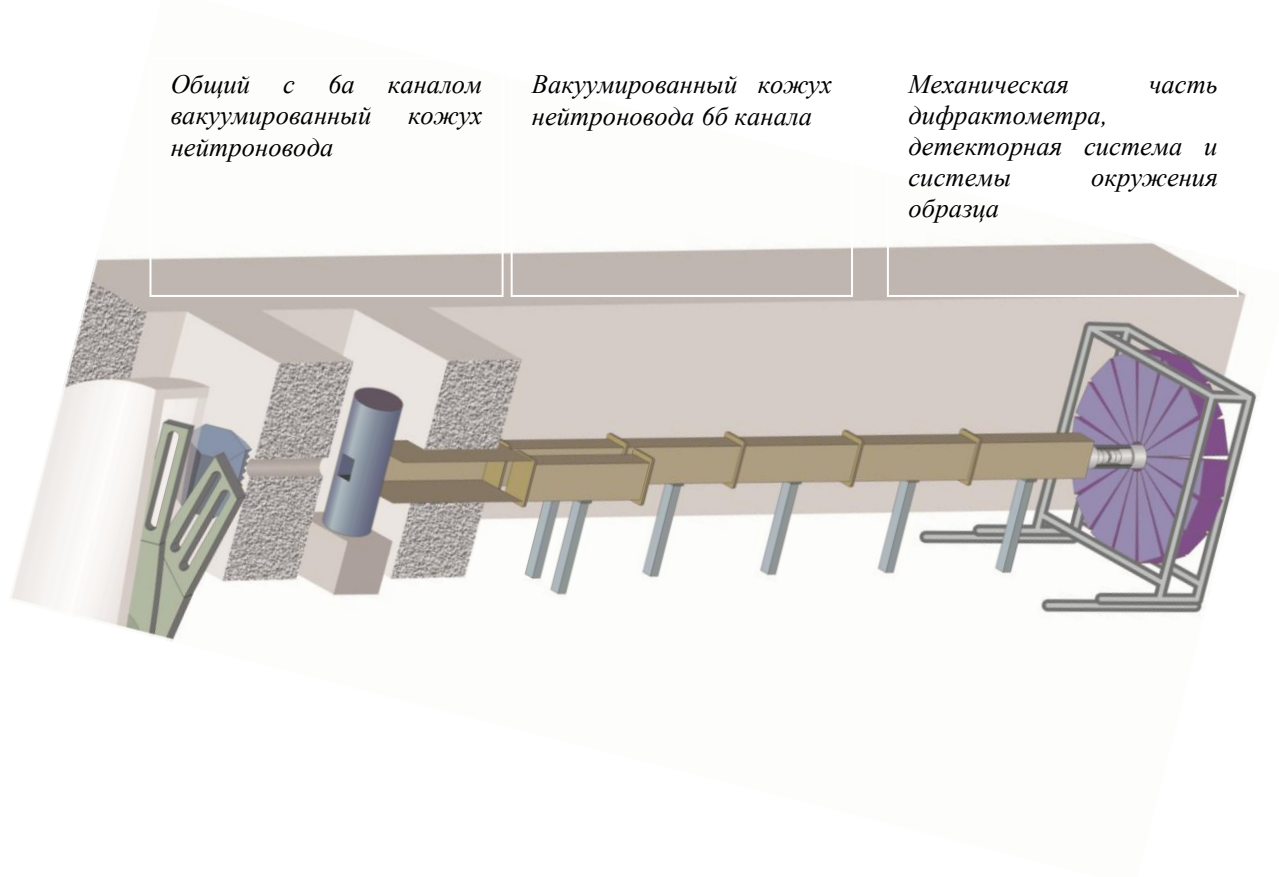 Общий с 6а каналом
вакуумированный кожух
нейтроновода
Вакуумированный кожух
нейтроновода 6б канала
Механическая часть
дифрактометра,
детекторная система и
системы окружения
образца